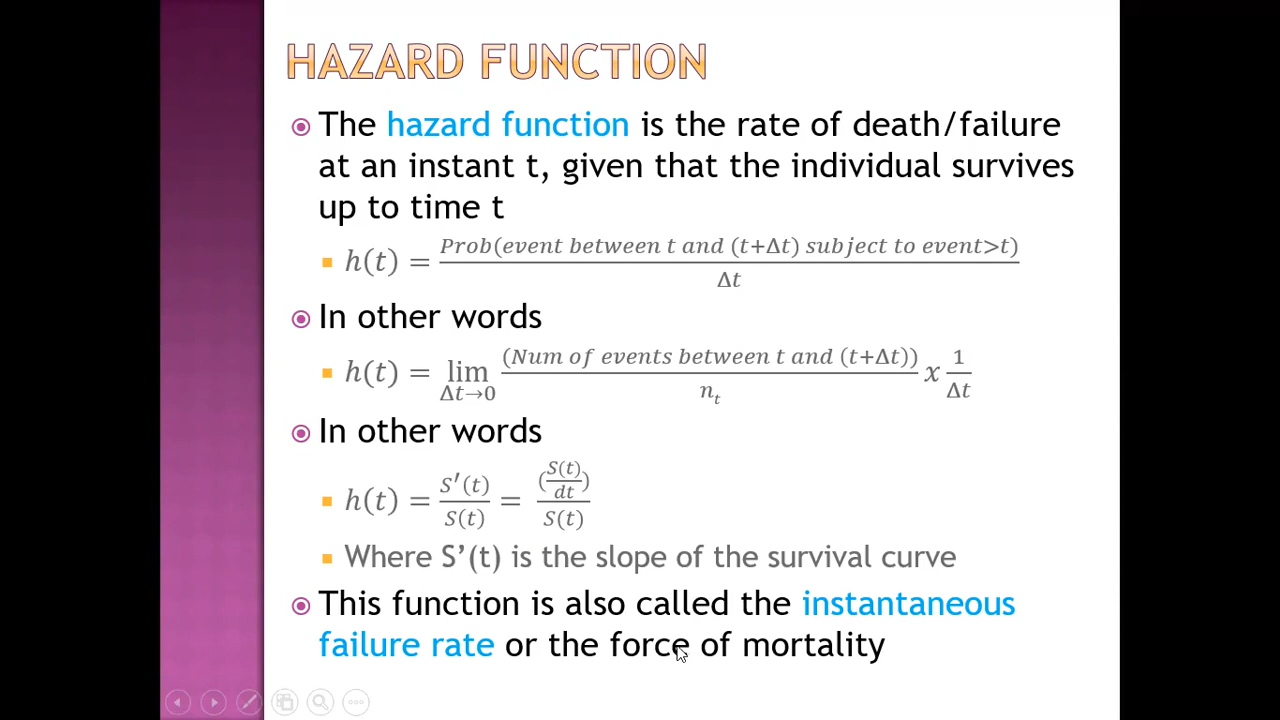 HAZARD FUNCTION
The hazard function is the rate of death/failure
at an instant t, given that the individual survives
up to time t
h(t) = Prob(event between t and (t+Δt) subject to event>t) / Δt
In other words
h(t) = lim Δt→0 (Num of events between t and (t+Δt)) / n_t x 1/Δt
In other words
h(t) = S′(t)/S(t) = (S(t)/dt)/S(t)
Where S’(t) is the slope of the survival curve
This function is also called the instantaneous
failure rate or the force of mortality